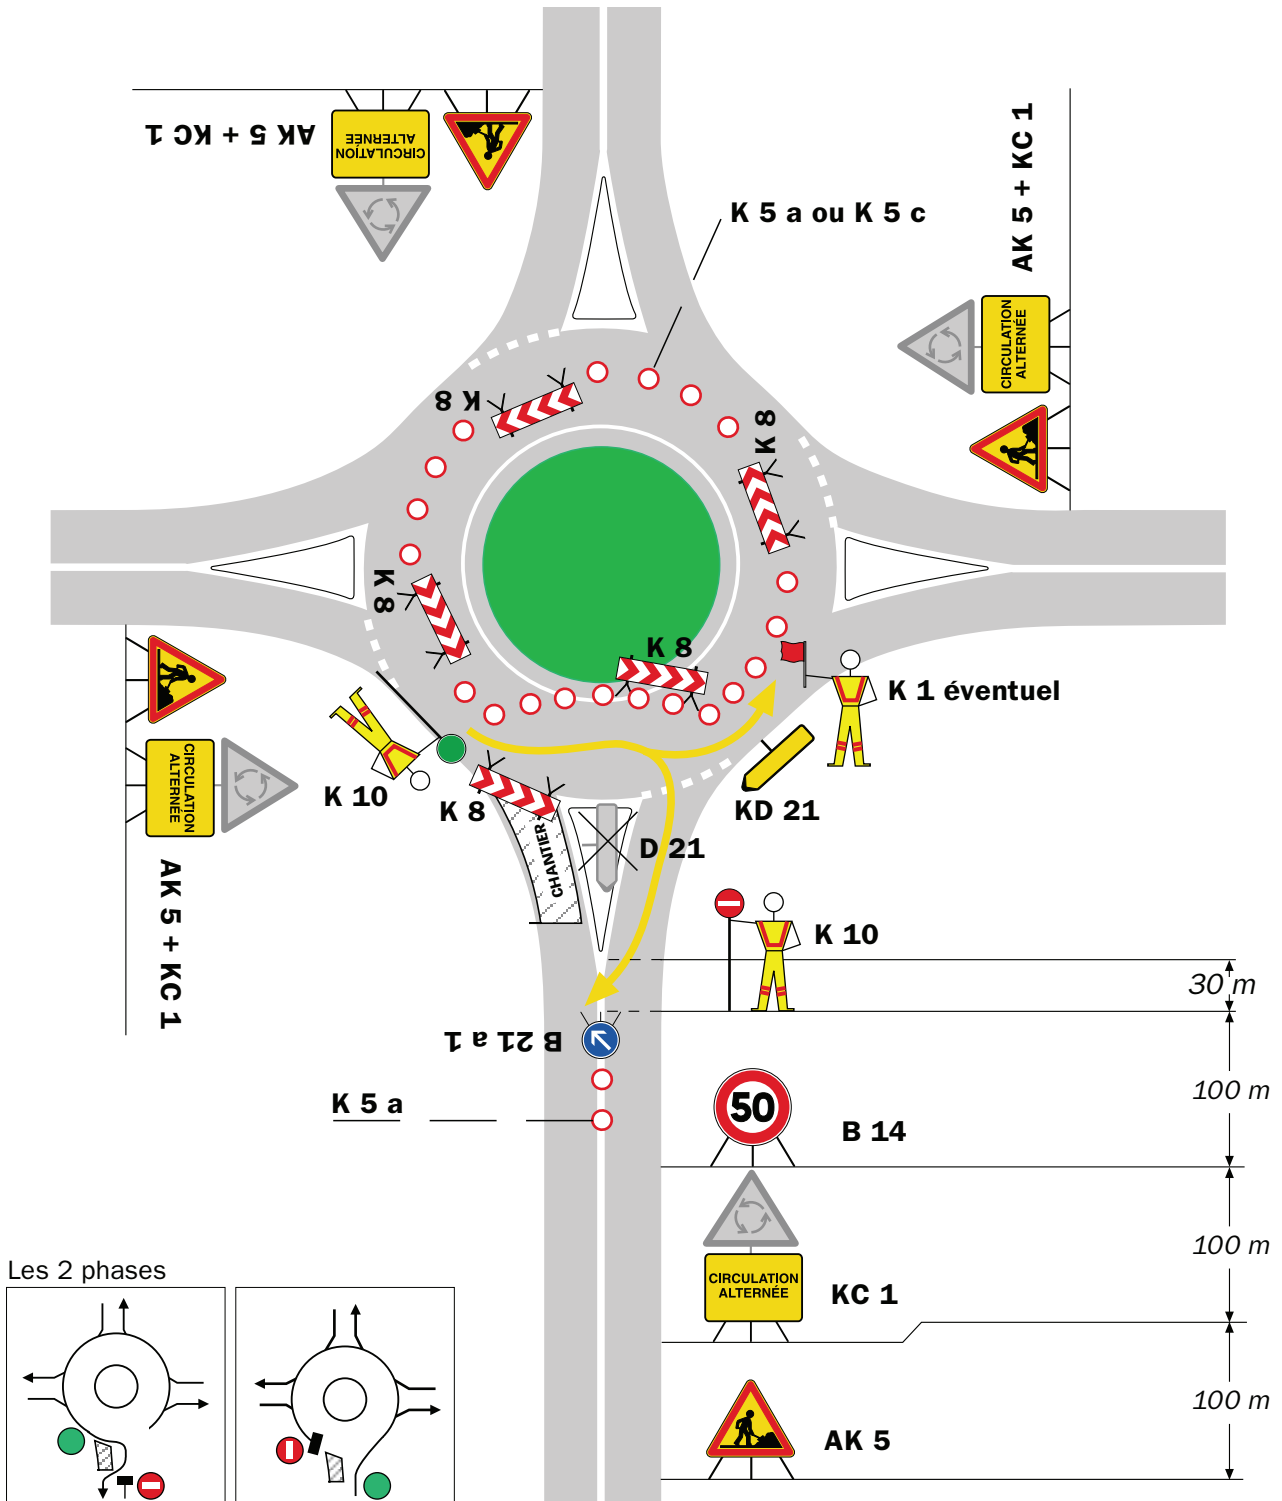 AK 5 + KC 1
CIRCULATION
ALTERNÉE
K 5 a ou K 5 c
AK 5 + KC 1
CIRCULATION
ALTERNÉE
K 8
K 8
K 8
K 8
K 1 éventuel
CIRCULATION
ALTERNÉE
AK 5 + KC 1
K 10
K 8
KD 21
CHANTIER
D 21
K 10
30 m
B 21 a 1
K 5 a
50
B 14
100 m
CIRCULATION
ALTERNÉE
KC 1
100 m
Les 2 phases
AK 5
100 m